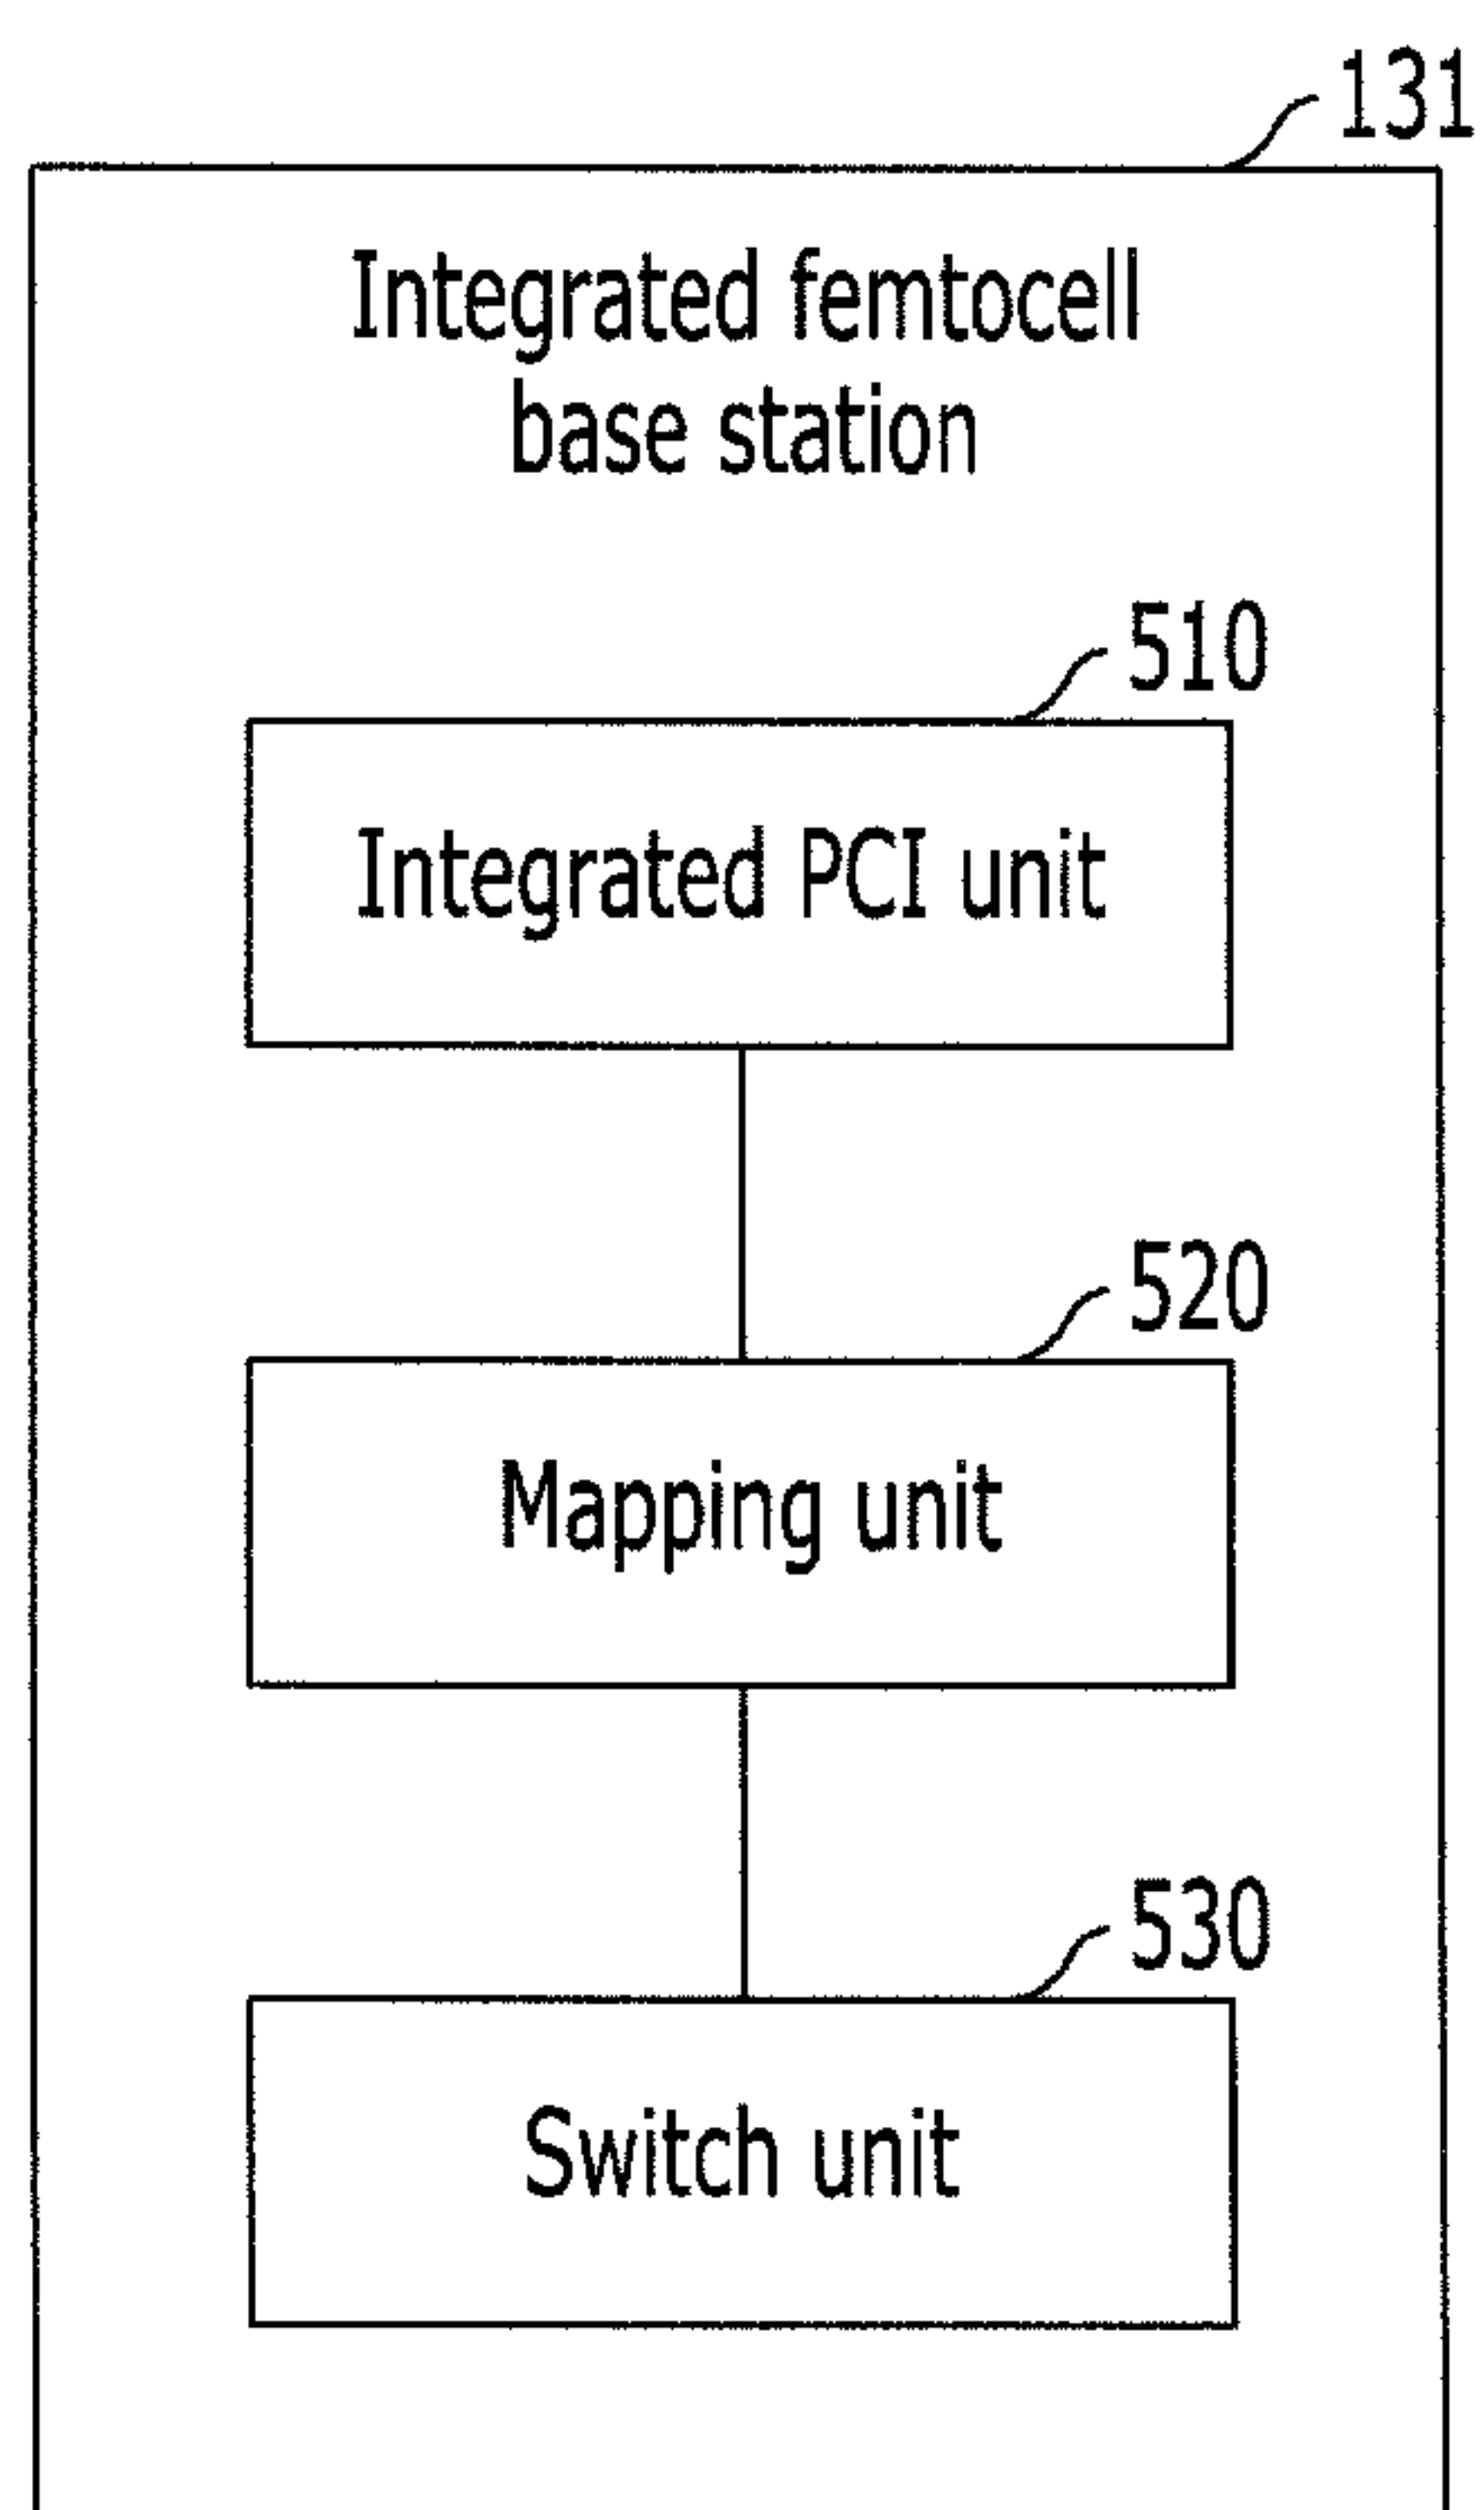 131
Integrated femtocell
base station
510
Integrated PCI unit
520
Mapping unit
530
Switch unit